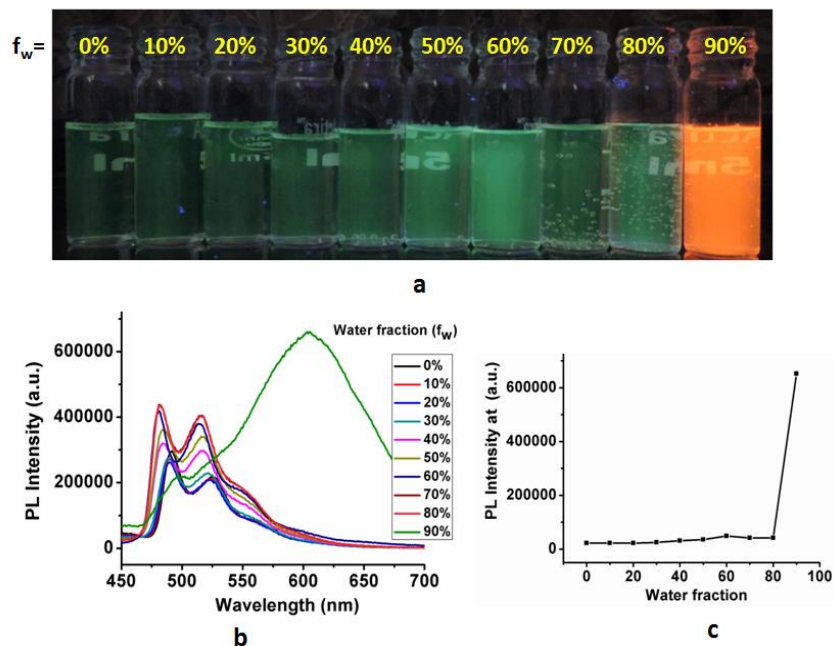 fw= 0% 10% 20% 30% 40% 50% 60% 70% 80% 90%
5ml
a
Water fraction (fw)
0%
10%
20%
30%
40%
50%
60%
70%
80%
90%
600000
400000
200000
0
PL Intensity (a.u.)
450 500 550 600 650 700
Wavelength (nm)
b
600000
400000
200000
0
PL Intensity at (a.u.)
0 20 40 60 80 100
Water fraction
c